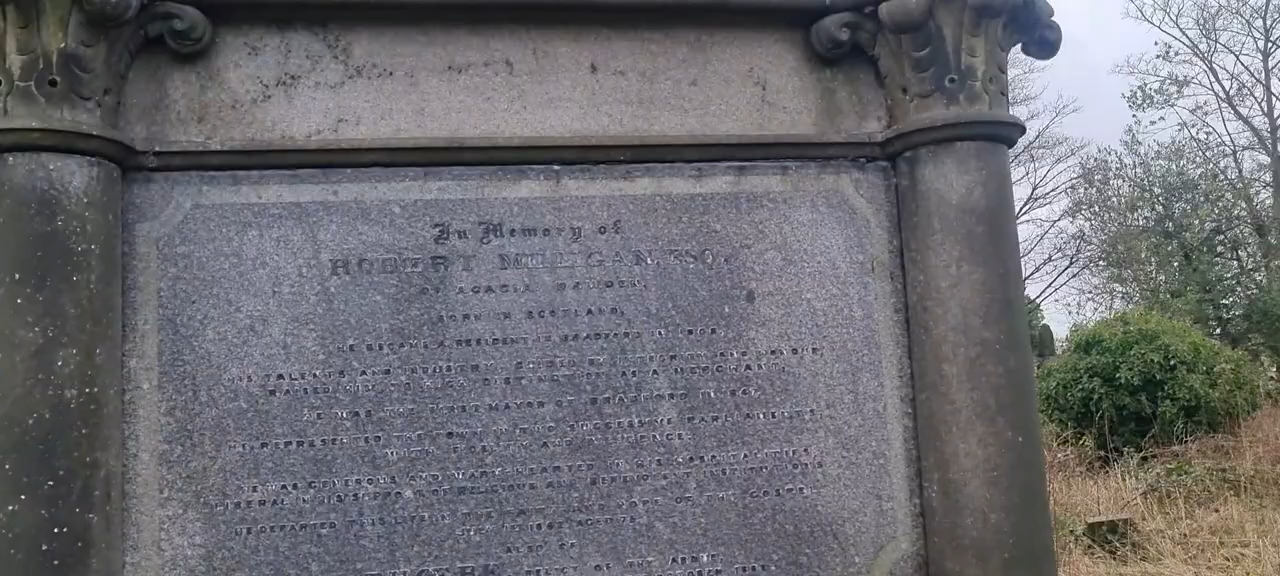 In Memory of
ROBERT MILLIGAN, ESQ.
OF ACACIA RAWDEN,
BORN IN SCOTLAND,
HE BECAME A RESIDENT IN BRADFORD IN
HIS TALENTS AND INDUSTRY GUIDED BY INTEGRITY AND HONOUR,
RAISED HIM TO HIGH DISTINCTION AS A MERCHANT,
HE WAS THE FIRST MAYOR OF BRADFORD IN
HE REPRESENTED THE TOWN IN TWO SUCCESSIVE PARLIAMENTS,
WITH FIDELITY AND
HE WAS GENEROUS AND WARM-HEARTED IN HIS HOSPITALITIES
LIBERAL IN HIS SUPPORT OF RELIGIOUS AND BENEVOLENT INSTITUTIONS
HE DEPARTED THIS LIFE IN THE FAITH AND HOPE OF THE GOSPEL
JULY 1862, AGED
ALSO OF
RELICT OF THE ABOVE,
OCTOBER